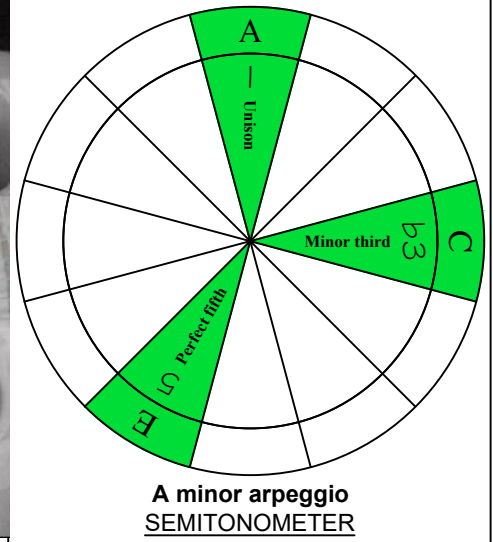 A
1
Unison
Minor third
b3
C
Perfect fifth
5
E
A minor arpeggio
SEMITONOMETER